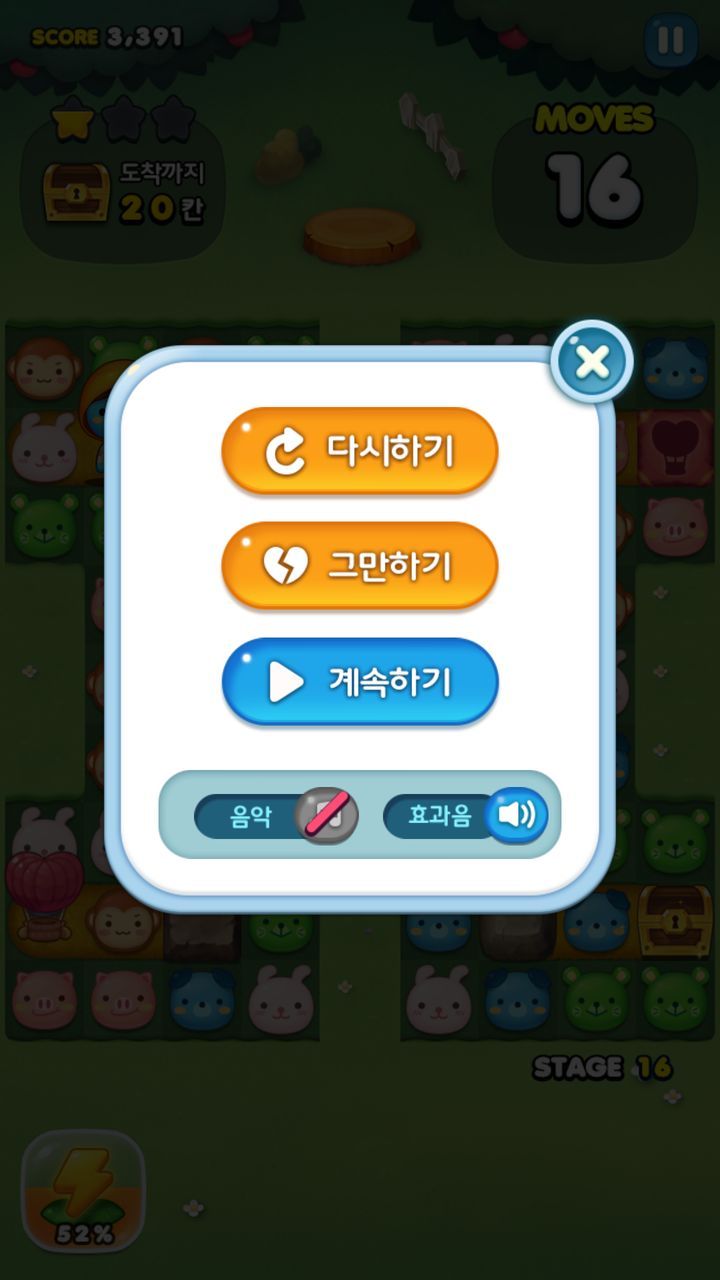 SCORE 3,391
MOVES
16
도착까지
20칸
다시하기
그만하기
계속하기
음악 효과음
STAGE 16
52%